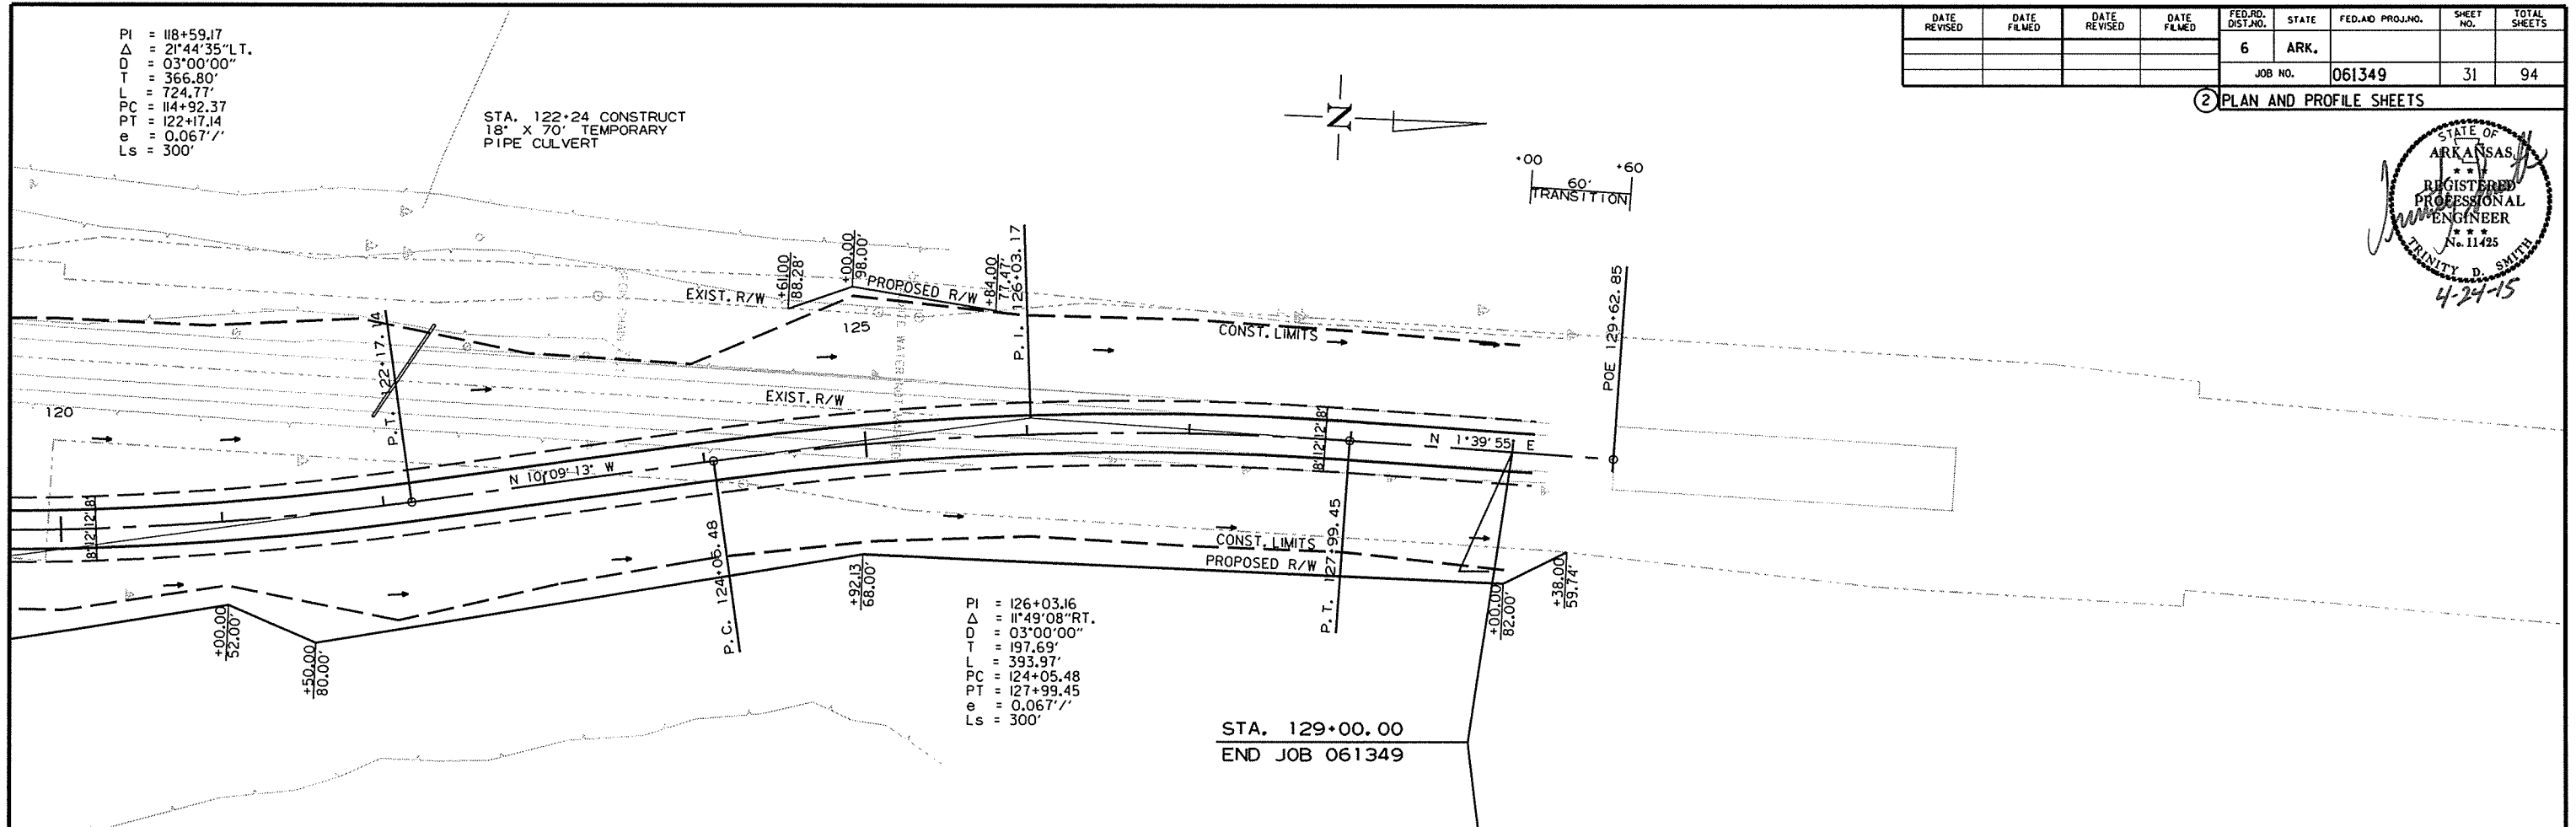 PI = 118+59.17
Δ = 21°44'35"LT.
D = 03°00'00"
T = 366.80'
L = 724.77'
PC = 114+92.37
PT = 122+17.14
e = 0.067'/'
Ls = 300'
STA. 122+24 CONSTRUCT
18" X 70' TEMPORARY
PIPE CULVERT
N
+00
+60
60'
TRANSITION
DATE REVISED
DATE FILMED
DATE REVISED
DATE FILMED
FED.RD. DIST.NO.
STATE
FED.AID PROJ.NO.
SHEET NO.
TOTAL SHEETS
6
ARK.
JOB NO.
061349
31
94
2 PLAN AND PROFILE SHEETS
STATE OF
ARKANSAS
* * *
REGISTERED
PROFESSIONAL
ENGINEER
* * *
No. 11425
TRINITY D. SMITH
4-24-15
EXIST. R/W
+61.00
88.28'
+00.00
98.00'
PROPOSED R/W
+84.00
77.47'
P.I. 126+03.17
125
CONST. LIMITS
POE 129+62.85
P.T. 122+17.14
120
EXIST. R/W
8'12'12'8'
N 10°09'13" W
8'12'12'8'
N 1°39'55" E
P.C. 124+05.48
P.T. 127+99.45
CONST. LIMITS
PROPOSED R/W
+00.00
52.00'
+50.00
80.00'
+92.13
68.00'
+00.00
82.00'
+38.00
59.74'
PI = 126+03.16
Δ = 11°49'08"RT.
D = 03°00'00"
T = 197.69'
L = 393.97'
PC = 124+05.48
PT = 127+99.45
e = 0.067'/'
Ls = 300'
STA. 129+00.00
END JOB 061349